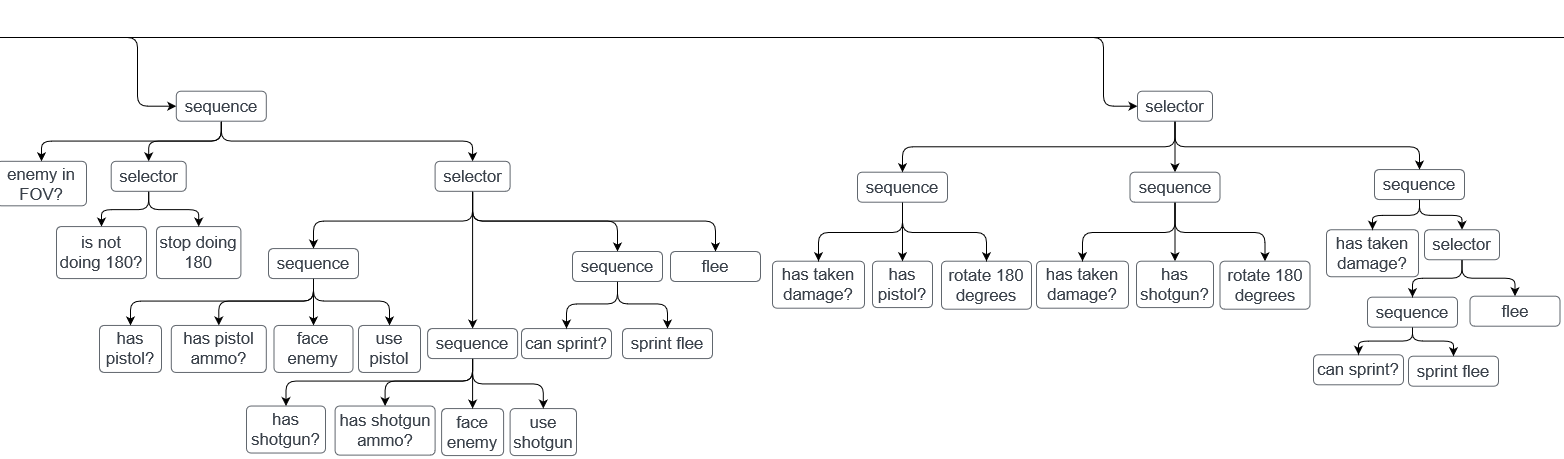 sequence
selector
enemy in
FOV?
selector
selector
sequence
sequence
sequence
is not
doing 180?
stop doing
180
has taken
damage?
selector
sequence
sequence
flee
has taken
damage?
has
pistol?
rotate 180
degrees
has taken
damage?
has
shotgun?
rotate 180
degrees
sequence
flee
has
pistol?
has pistol
ammo?
face
enemy
use
pistol
sequence
can sprint?
sprint flee
can sprint?
sprint flee
has
shotgun?
has shotgun
ammo?
face
enemy
use
shotgun